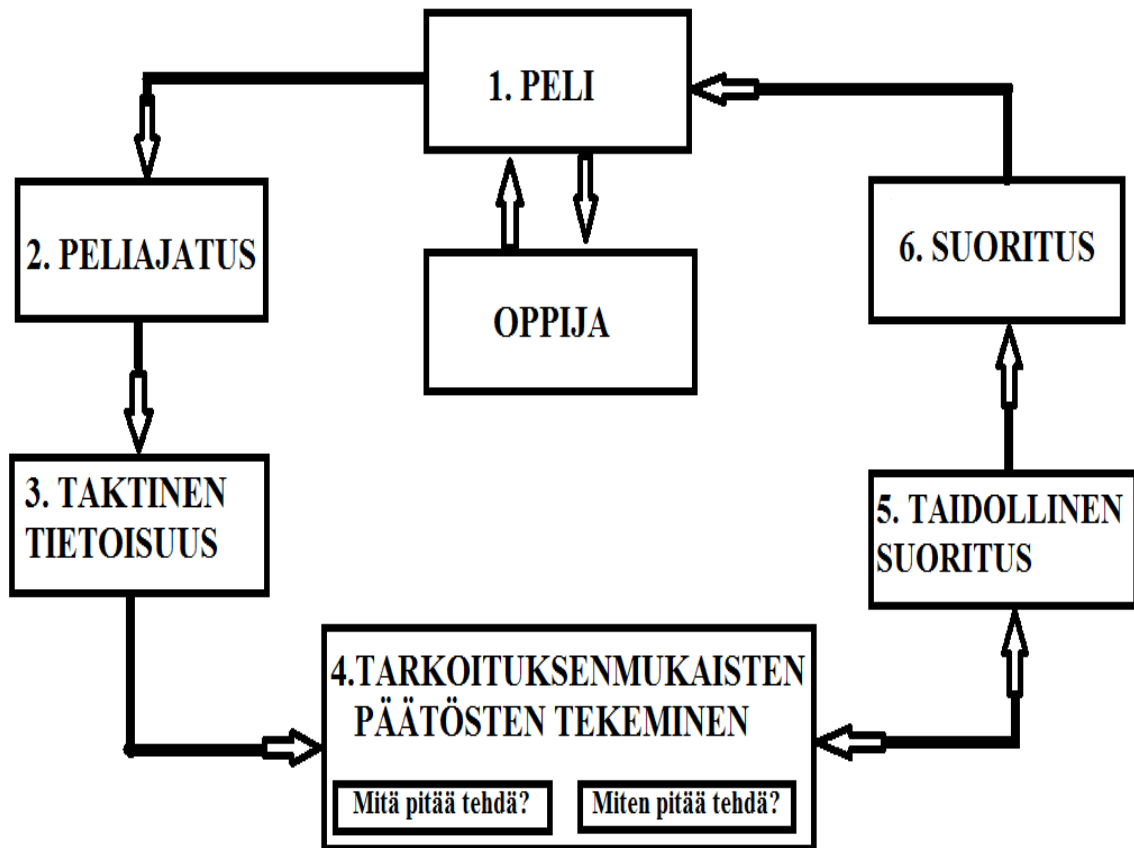 1. PELI
2. PELIAJATUS
OPPIJA
6. SUORITUS
3. TAKTINEN
TIETOISUUS
5. TAIDOLLINEN
SUORITUS
4.TARKOITUKSENMUKAISTEN
PÄÄTÖSTEN TEKEMINEN
Mitä pitää tehdä?
Miten pitää tehdä?